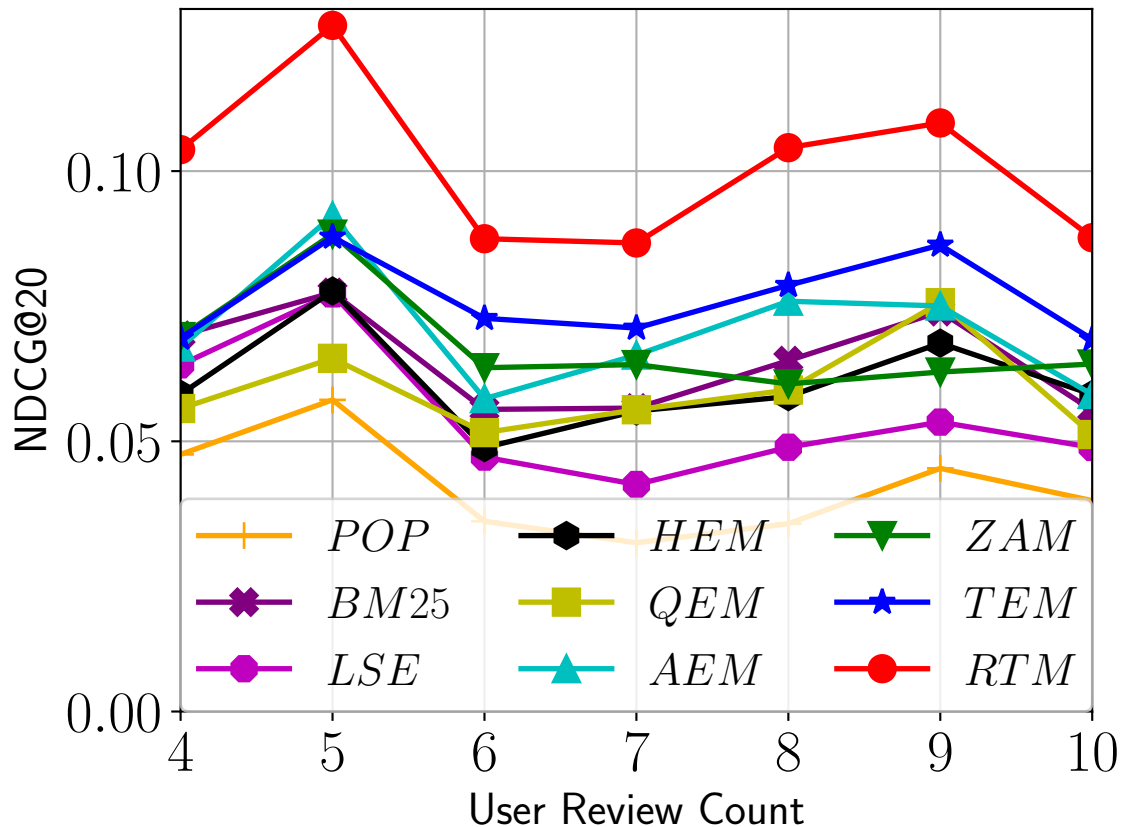 NDCG@20
0.10
0.05
0.00
POP HEM ZAM
BM25 QEM TEM
LSE AEM RTM
4 5 6 7 8 9 10
User Review Count